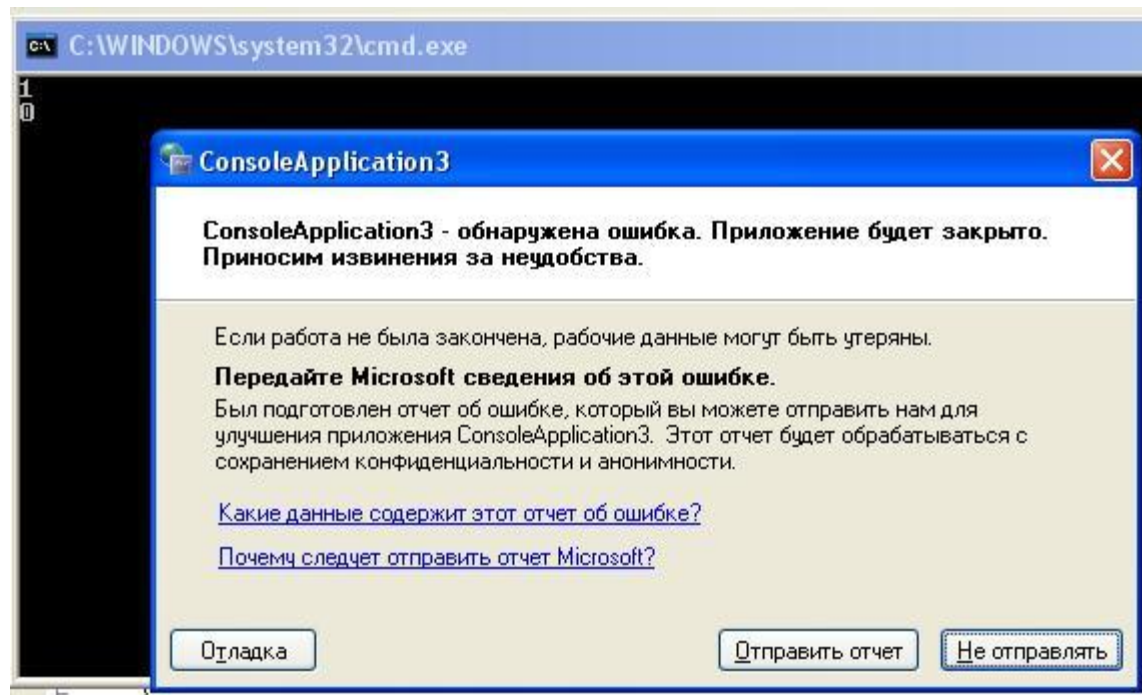 C:\WINDOWS\system32\cmd.exe
1
0
ConsoleApplication3
ConsoleApplication3 - обнаружена ошибка. Приложение будет закрыто.
Приносим извинения за неудобства.
Если работа не была закончена, рабочие данные могут быть утеряны.
Передайте Microsoft сведения об этой ошибке.
Был подготовлен отчет об ошибке, который вы можете отправить нам для
улучшения приложения ConsoleApplication3. Этот отчет будет обрабатываться с
сохранением конфиденциальности и анонимности.
Какие данные содержит этот отчет об ошибке?
Почему следует отправить отчет Microsoft?
Отладка
Отправить отчет
Не отправлять